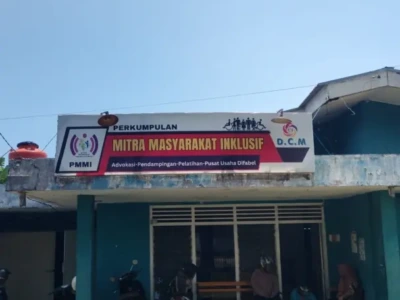 PERKUMPULAN
MITRA MASYARAKAT INKLUSIF
Advokasi-Pendampingan-Pelatihan-Pusat Usaha Difabel
PMMI
D.C.M